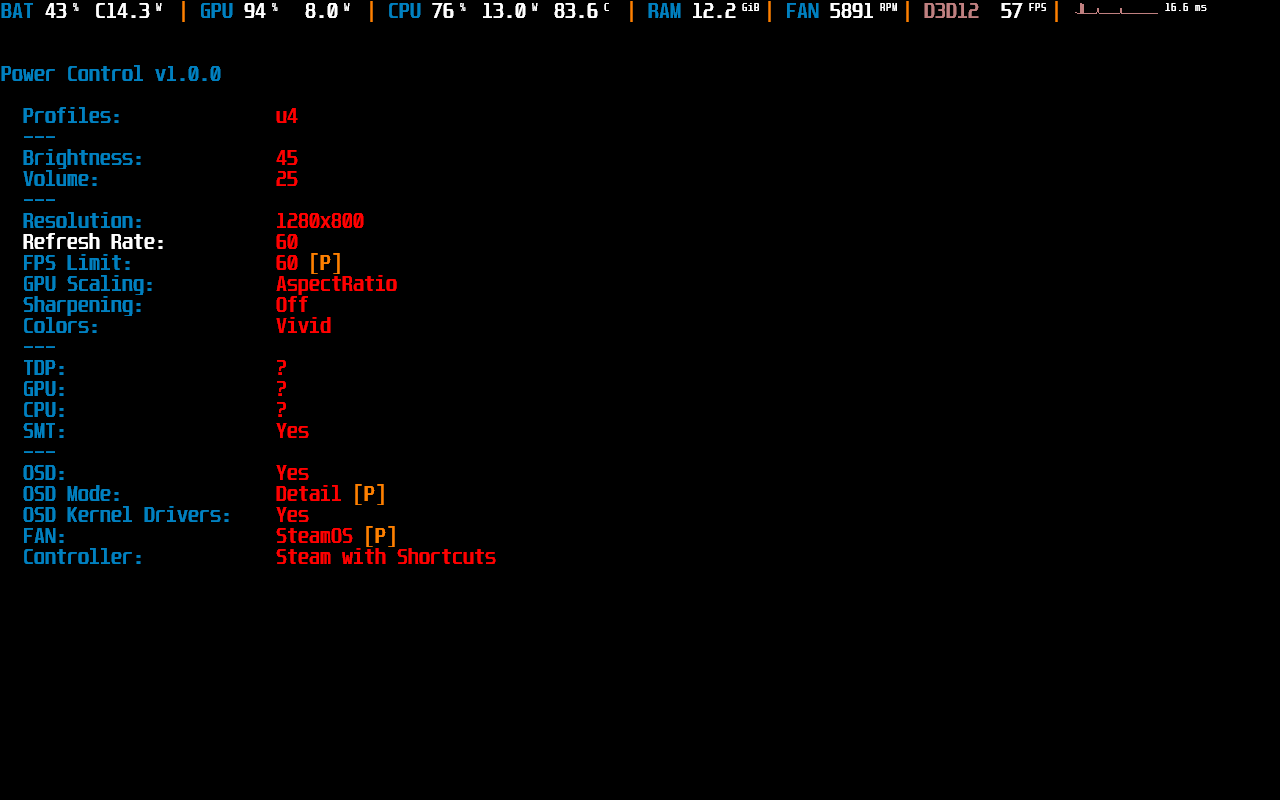 BAT 43 % C14.3 W | GPU 94 % 8.0 W | CPU 76 % 13.0 W 83.6 C | RAM 12.2 GiB | FAN 5891 RPM | D3D12 57 FPS | 16.6 ms
Power Control v1.0.0
Profiles: u4
---
Brightness: 45
Volume: 25
---
Resolution: 1280x800
Refresh Rate: 60
FPS Limit: 60 [P]
GPU Scaling: AspectRatio
Sharpening: Off
Colors: Vivid
---
TDP: ?
GPU: ?
CPU: ?
SMT: Yes
---
OSD: Yes
OSD Mode: Detail [P]
OSD Kernel Drivers: Yes
FAN: SteamOS [P]
Controller: Steam with Shortcuts